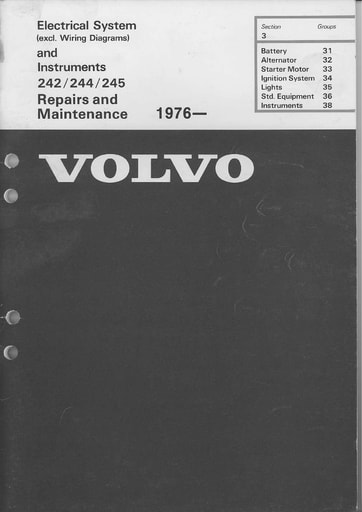 Electrical System
(excl. Wiring Diagrams)
and
Instruments
242/244/245
Repairs and
Maintenance 1976—
Section Groups
3
Battery 31
Alternator 32
Starter Motor 33
Ignition System 34
Lights 35
Std. Equipment 36
Instruments 38
VOLVO